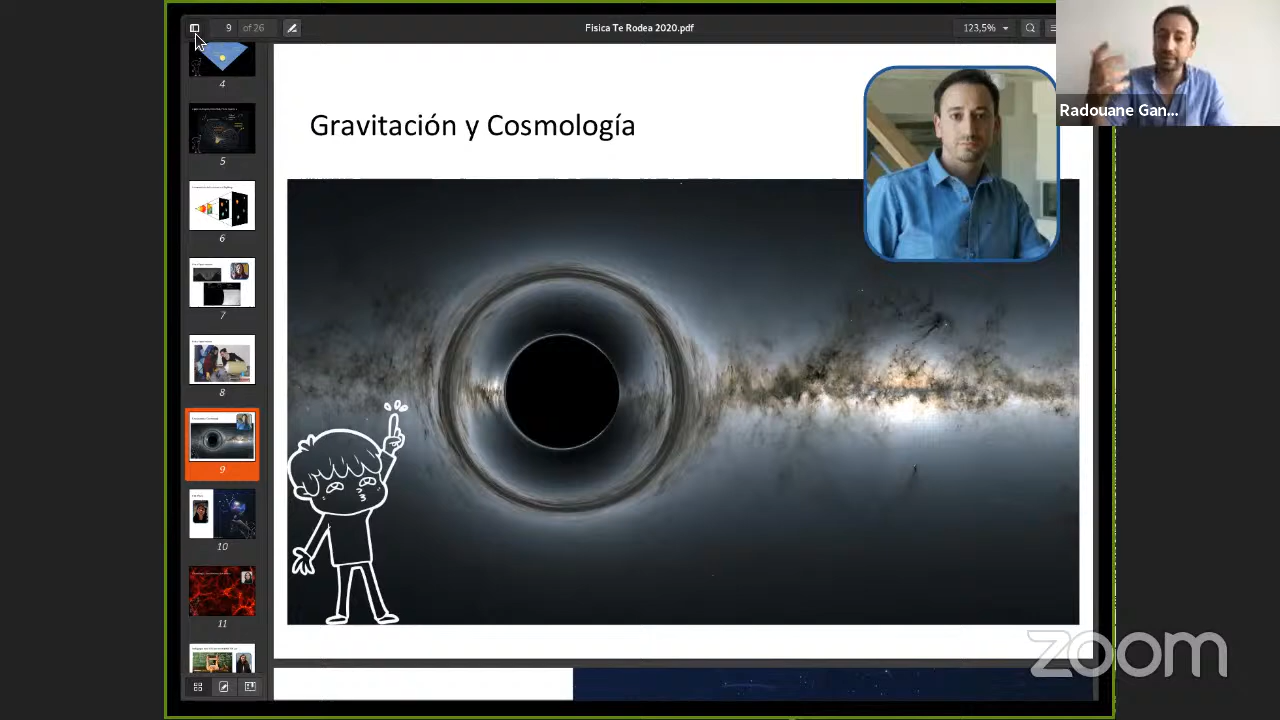 9 of 26
Fisica Te Rodea 2020.pdf
123,5%
Radouane Gan...
Gravitación y Cosmología
4
5
6
7
8
9
10
11
zoom